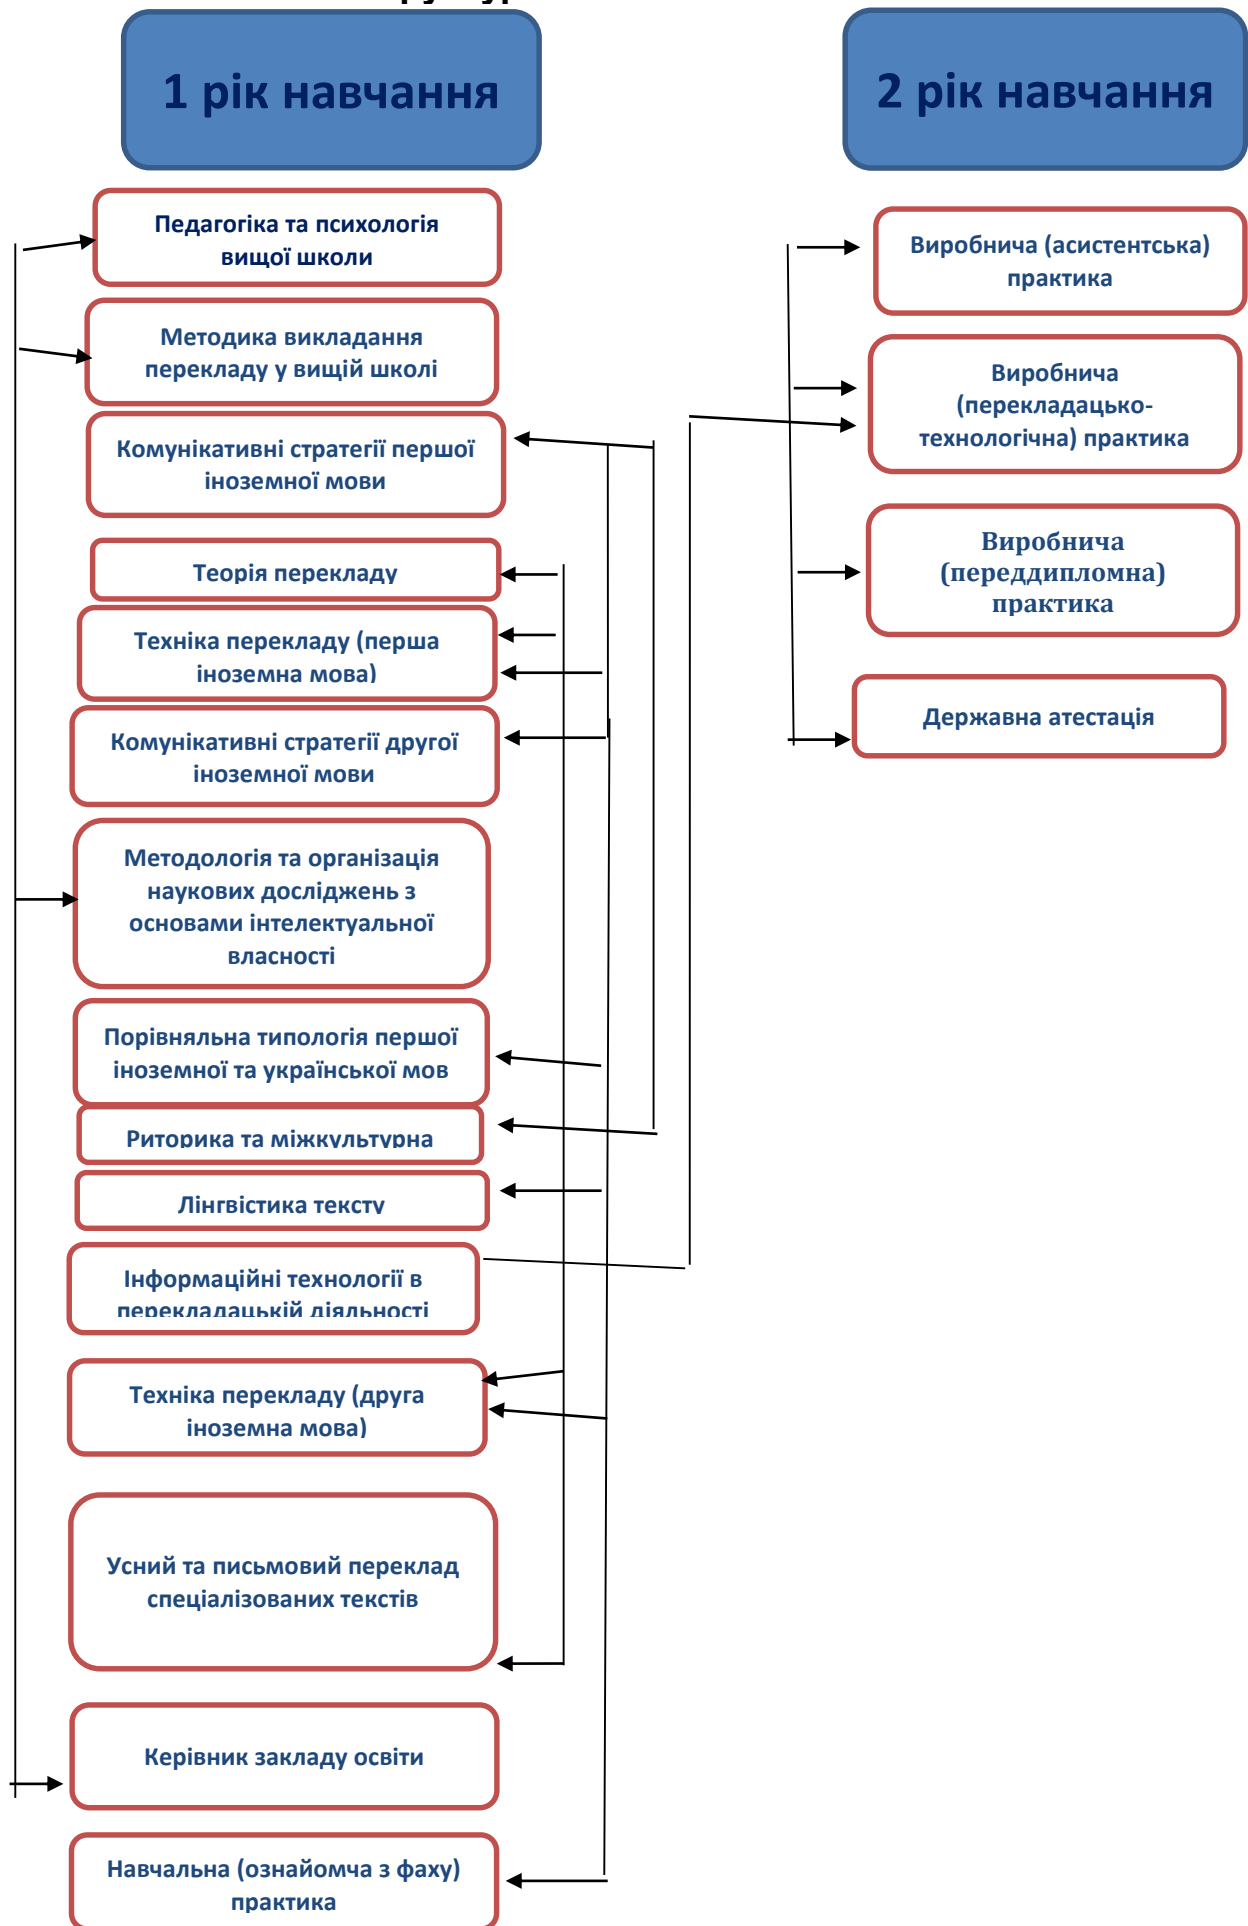 1 рік навчання
2 рік навчання
Педагогіка та психологія
вищої школи
Методика викладання
перекладу у вищій школі
Комунікативні стратегії першої
іноземної мови
Теорія перекладу
Техніка перекладу (перша
іноземна мова)
Комунікативні стратегії другої
іноземної мови
Методологія та організація
наукових досліджень з
основами інтелектуальної
власності
Порівняльна типологія першої
іноземної та української мов
Риторика та міжкультурна
Лінгвістика тексту
Інформаційні технології в
перекладацькій діяльності
Техніка перекладу (друга
іноземна мова)
Усний та письмовий переклад
спеціалізованих текстів
Керівник закладу освіти
Навчальна (ознайомча з фаху)
практика
Виробнича (асистентська)
практика
Виробнича
(перекладацько-
технологічна) практика
Виробнича
(переддипломна)
практика
Державна атестація